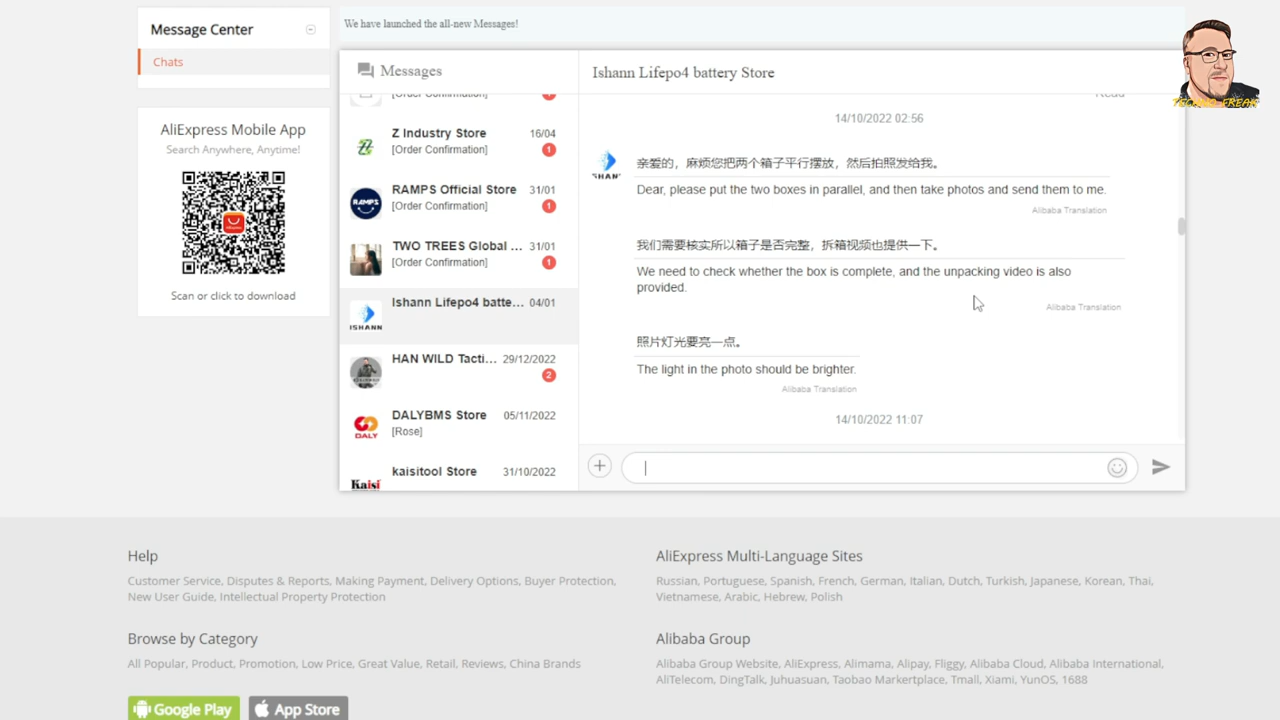 Message Center
Chats
AliExpress Mobile App
Search Anywhere, Anytime!
Scan or click to download
We have launched the all-new Messages!
Messages
[Order Confirmation]
Z Industry Store 16/04
[Order Confirmation] 1
RAMPS Official Store 31/01
[Order Confirmation] 1
TWO TREES Global ... 31/01
[Order Confirmation] 1
Ishann Lifepo4 batte... 04/01
HAN WILD Tacti... 29/12/2022
2
DALYBMS Store 05/11/2022
[Rose]
kaisitool Store 31/10/2022
RAMPS
ISHANN
DALY
Kaisi
Ishann Lifepo4 battery Store
Read
14/10/2022 02:56
亲爱的，麻烦您把两个箱子平行摆放，然后拍照发给我。
Dear, please put the two boxes in parallel, and then take photos and send them to me.
Alibaba Translation
我们需要核实所以箱子是否完整，拆箱视频也提供一下。
We need to check whether the box is complete, and the unpacking video is also
provided.
Alibaba Translation
照片灯光要亮一点。
The light in the photo should be brighter.
Alibaba Translation
14/10/2022 11:07
TECHNO FREAK
Help
Customer Service, Disputes & Reports, Making Payment, Delivery Options, Buyer Protection,
New User Guide, Intellectual Property Protection
AliExpress Multi-Language Sites
Russian, Portuguese, Spanish, French, German, Italian, Dutch, Turkish, Japanese, Korean, Thai,
Vietnamese, Arabic, Hebrew, Polish
Browse by Category
All Popular, Product, Promotion, Low Price, Great Value, Retail, Reviews, China Brands
Alibaba Group
Alibaba Group Website, AliExpress, Alimama, Alipay, Fliggy, Alibaba Cloud, Alibaba International,
AliTelecom, DingTalk, Juhuasuan, Taobao Marketplace, Tmall, Xiami, YunOS, 1688
Google Play
App Store